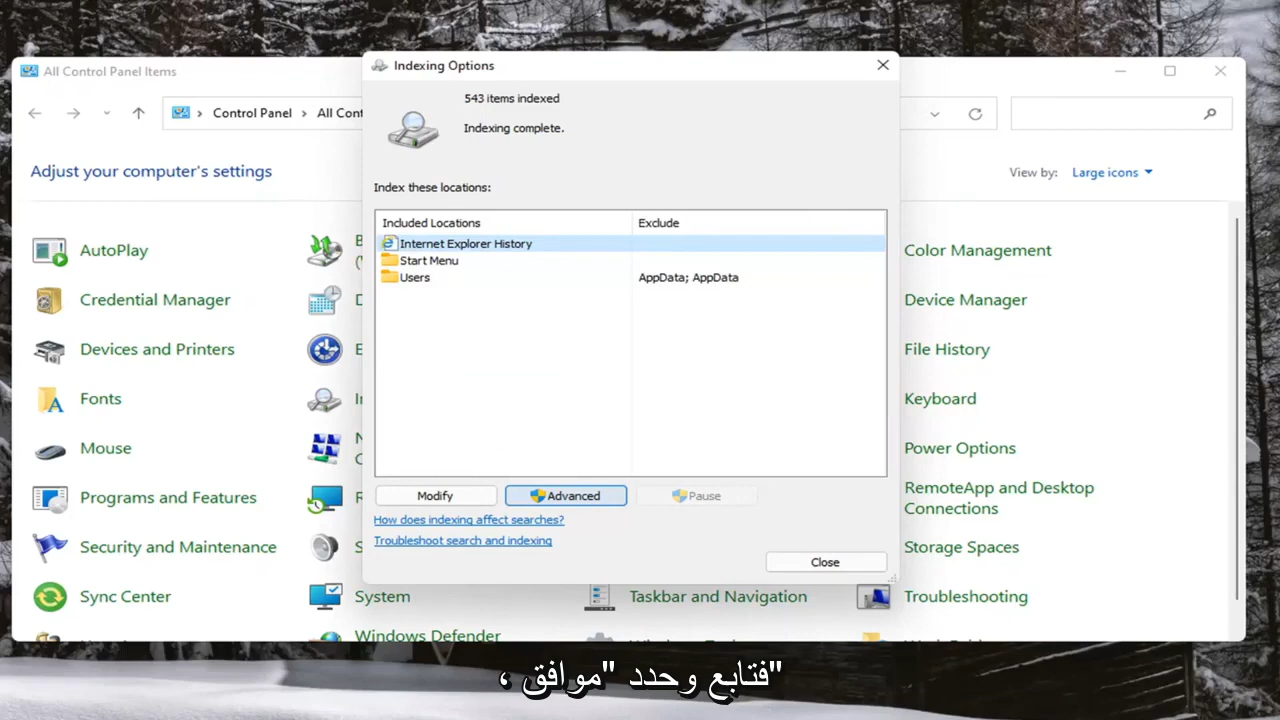 All Control Panel Items
Control Panel
All Cont
Adjust your computer's settings
View by:
Large icons
AutoPlay
Credential Manager
Devices and Printers
Fonts
Mouse
Programs and Features
Security and Maintenance
Sync Center
System
Windows Defender
Taskbar and Navigation
Color Management
Device Manager
File History
Keyboard
Power Options
RemoteApp and Desktop
Connections
Storage Spaces
Troubleshooting
Indexing Options
543 items indexed
Indexing complete.
Index these locations:
Included Locations
Exclude
Internet Explorer History
Start Menu
Users
AppData; AppData
Modify
Advanced
Pause
How does indexing affect searches?
Troubleshoot search and indexing
Close
"فتابع وحدد "موافق ،